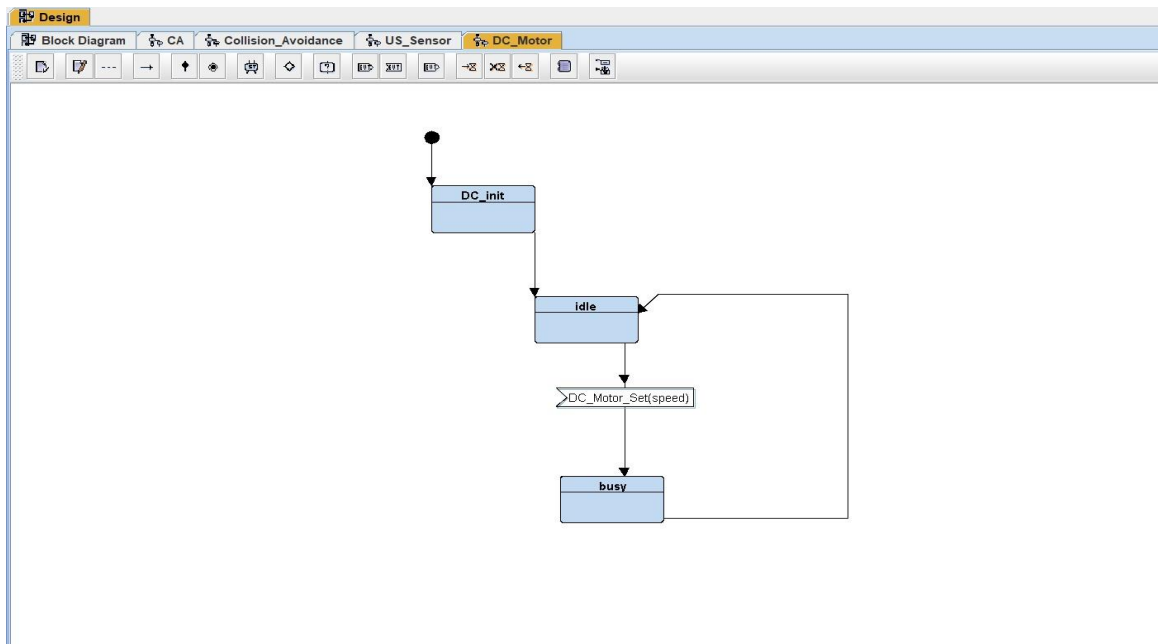 Design
Block Diagram CA Collision_Avoidance US_Sensor DC_Motor
DC_init
idle
DC_Motor_Set(speed)
busy